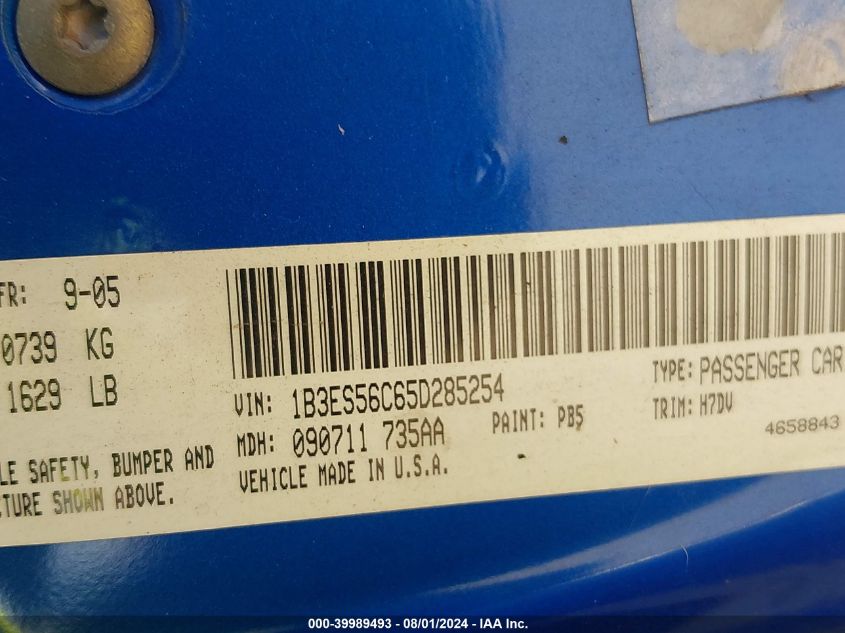 FR: 9-05
0739 KG
1629 LB
LE SAFETY, BUMPER AND
CTURE SHOWN ABOVE.
VIN: 1B3ES56C65D285254
TYPE: PASSENGER CAR
MDH: 090711 735AA
PAINT: PB5
TRIM: H7DV
VEHICLE MADE IN U.S.A.
4658843
000-39989493 - 08/01/2024 - IAA Inc.